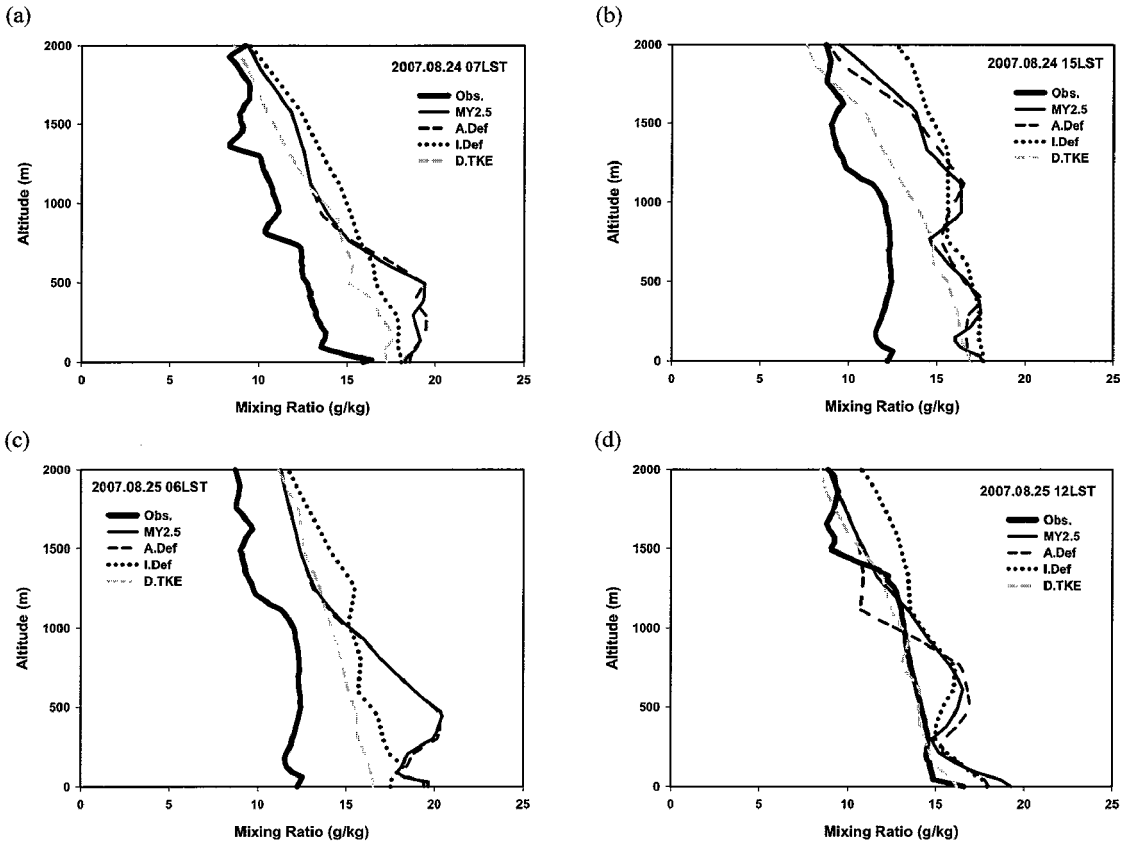 (a)
2007.08.24 07LST
Obs.
MY2.5
A.Def
I.Def
D.TKE
2000
1500
1000
500
0
Altitude (m)
0 5 10 15 20 25
Mixing Ratio (g/kg)
(b)
2007.08.24 15LST
Obs.
MY2.5
A.Def
I.Def
D.TKE
2000
1500
1000
500
0
Altitude (m)
0 5 10 15 20 25
Mixing Ratio (g/kg)
(c)
2007.08.25 06LST
Obs.
MY2.5
A.Def
I.Def
D.TKE
2000
1500
1000
500
0
Altitude (m)
0 5 10 15 20 25
Mixing Ratio (g/kg)
(d)
2007.08.25 12LST
Obs.
MY2.5
A.Def
I.Def
D.TKE
2000
1500
1000
500
0
Altitude (m)
0 5 10 15 20 25
Mixing Ratio (g/kg)